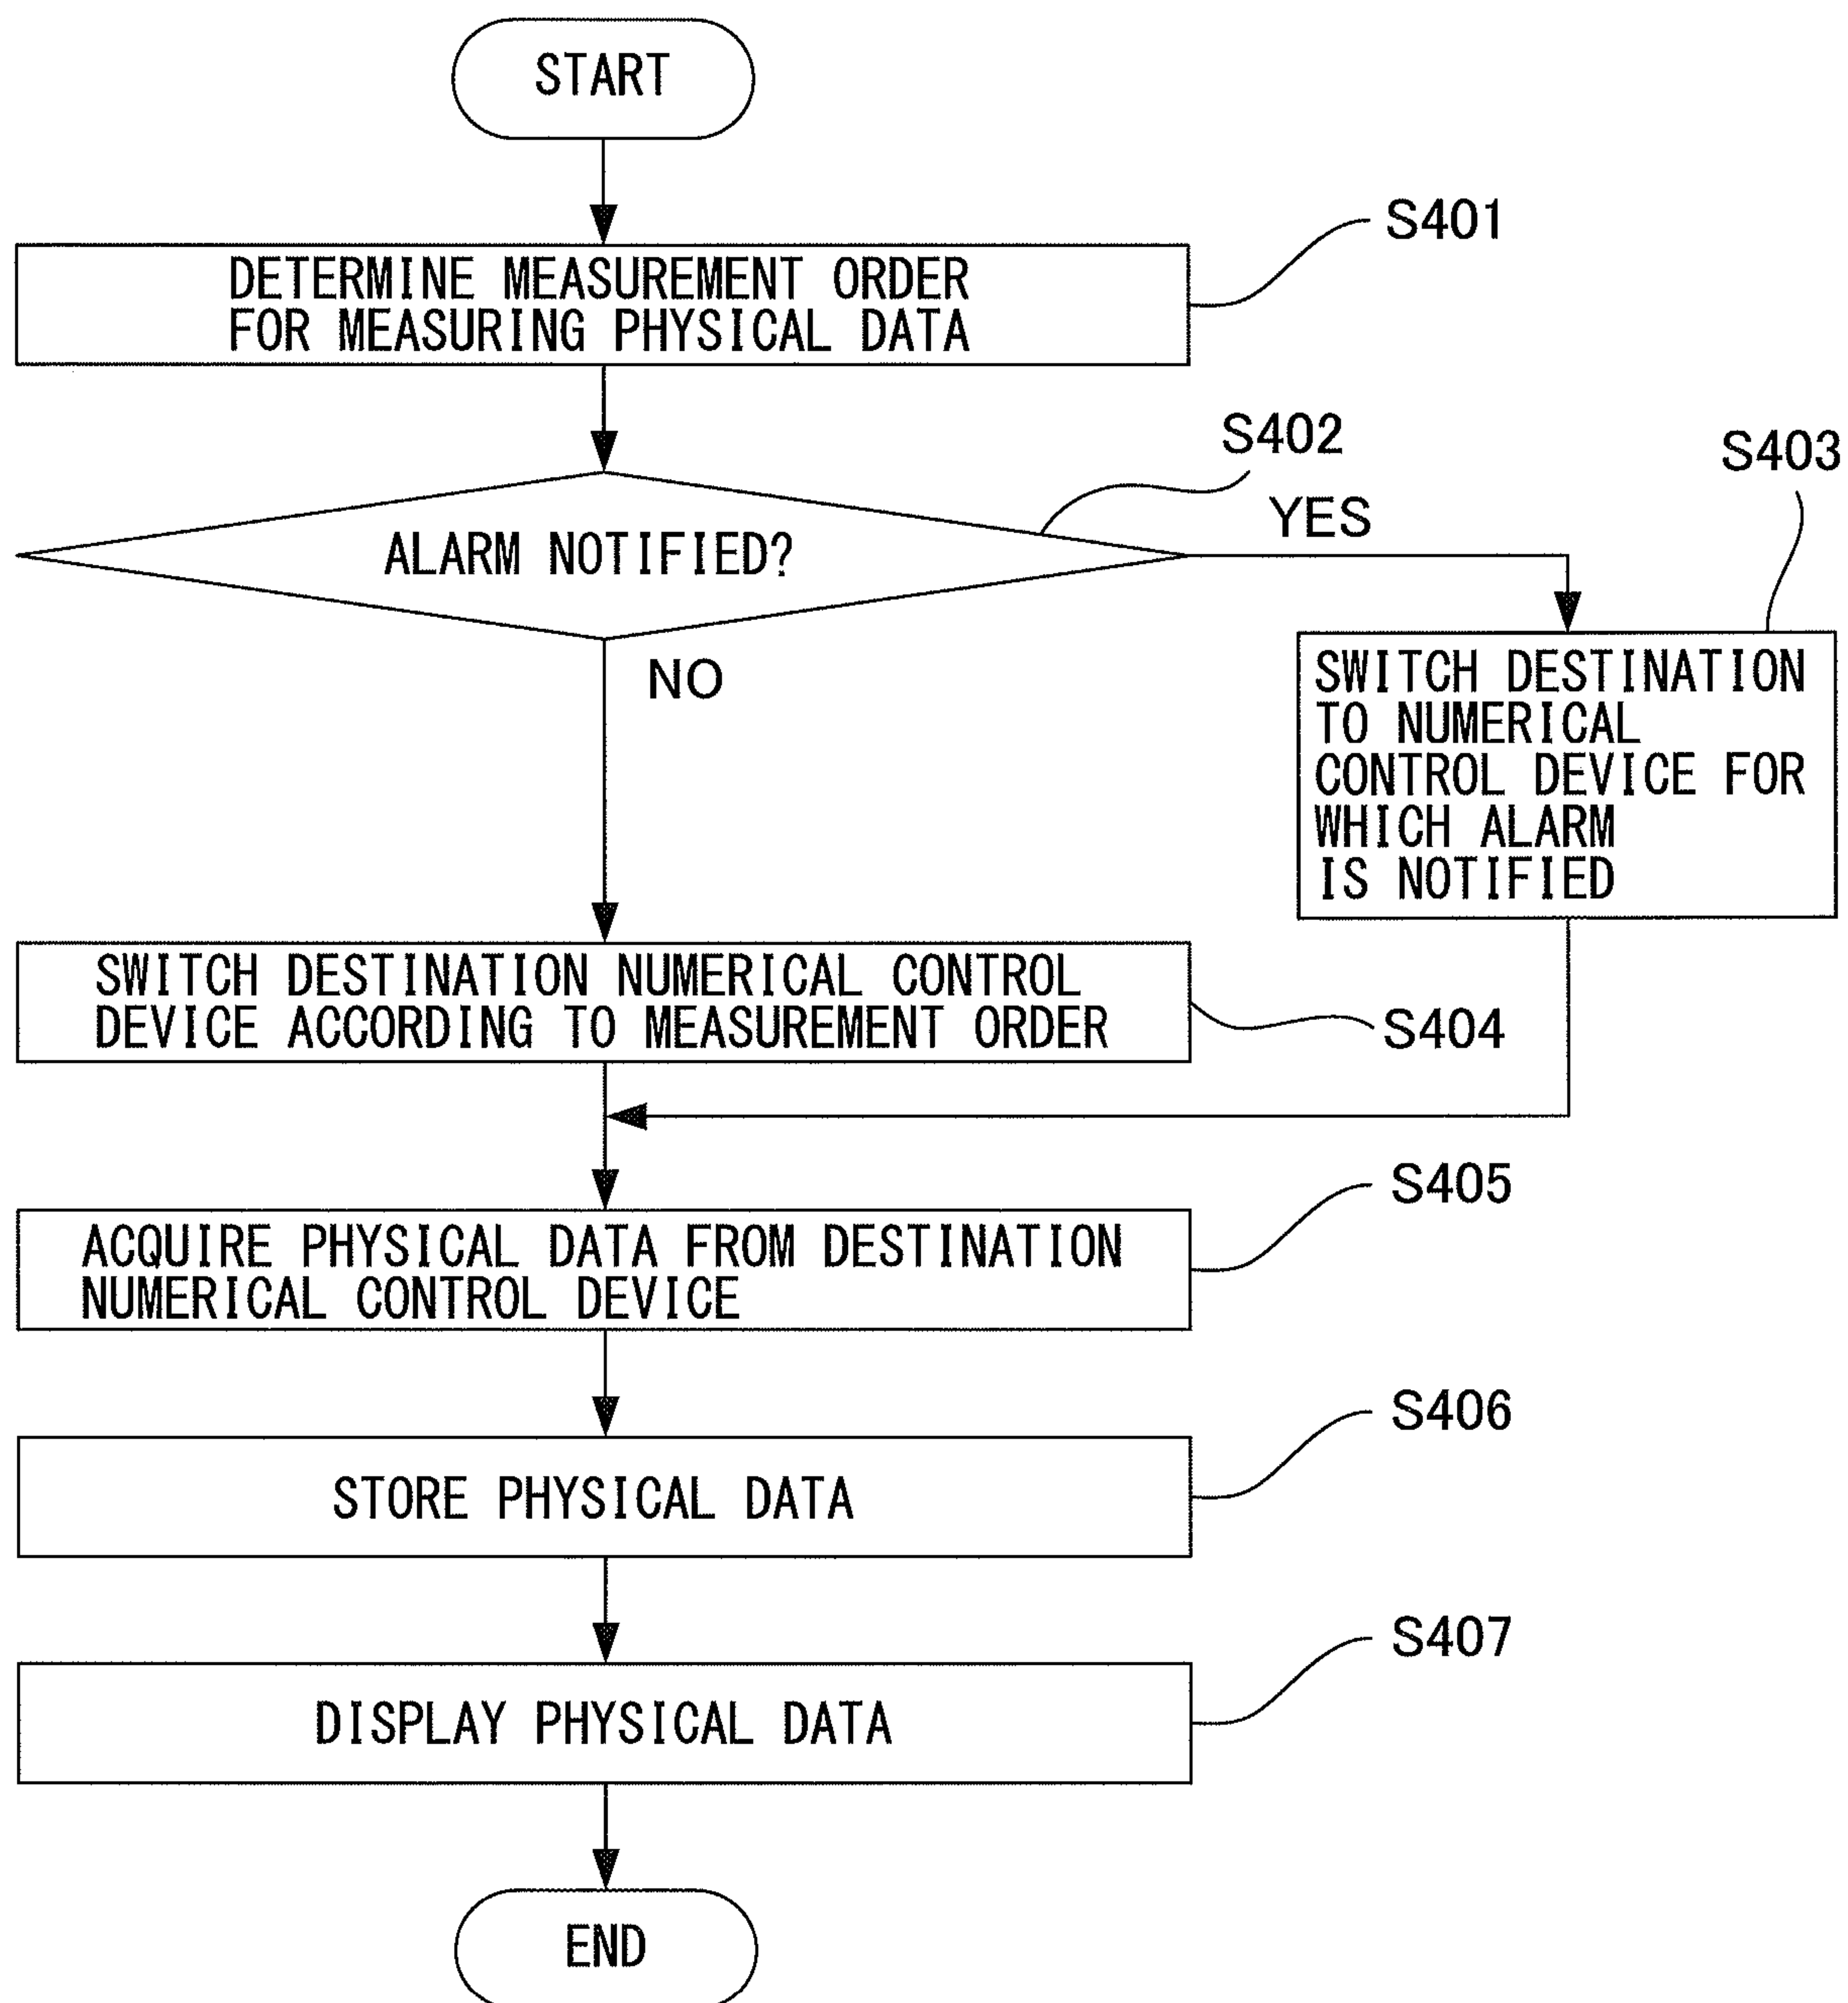 START
S401
DETERMINE MEASUREMENT ORDER
FOR MEASURING PHYSICAL DATA
S402
S403
YES
ALARM NOTIFIED?
NO
SWITCH DESTINATION
TO NUMERICAL
CONTROL DEVICE FOR
WHICH ALARM
IS NOTIFIED
SWITCH DESTINATION NUMERICAL CONTROL
DEVICE ACCORDING TO MEASUREMENT ORDER
S404
S405
ACQUIRE PHYSICAL DATA FROM DESTINATION
NUMERICAL CONTROL DEVICE
S406
STORE PHYSICAL DATA
S407
DISPLAY PHYSICAL DATA
END